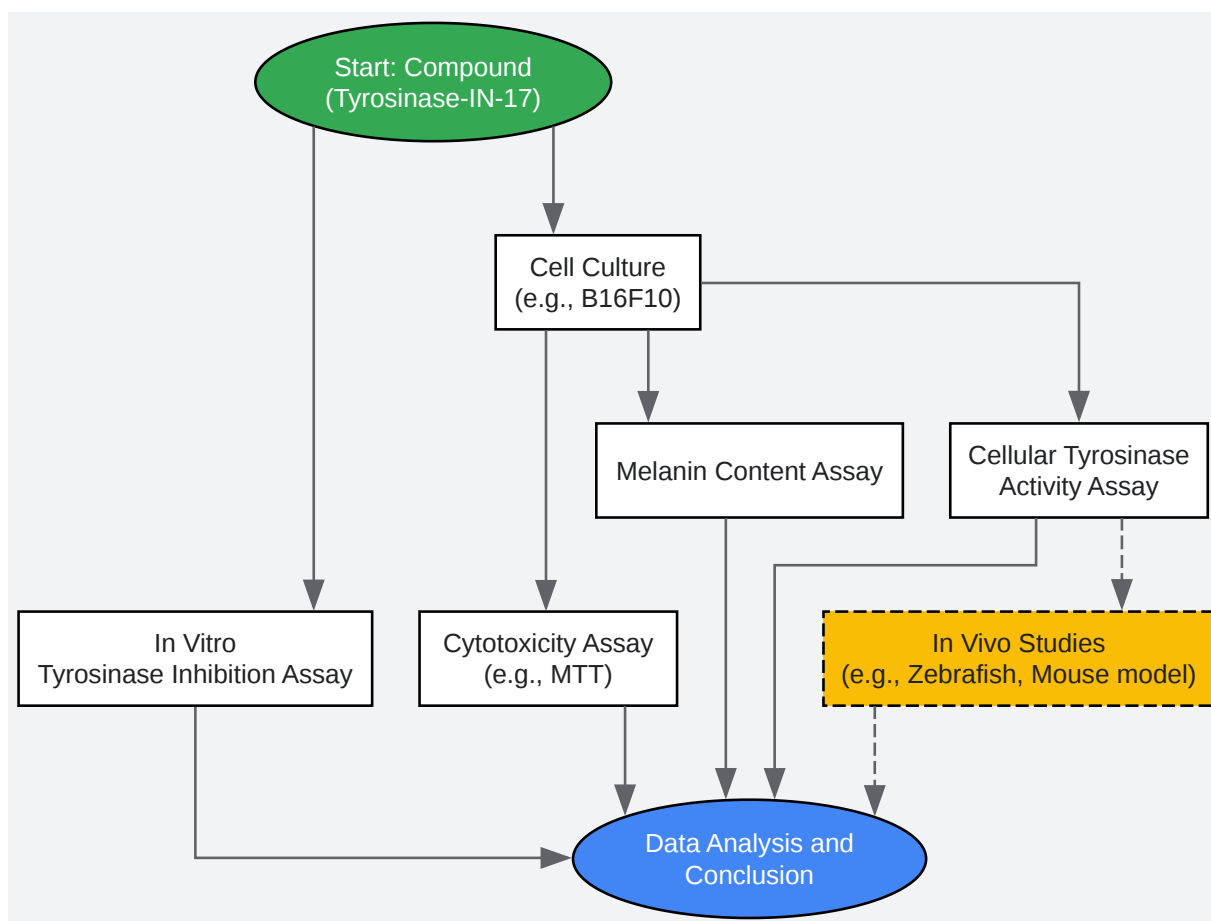 Start: Compound
(Tyrosinase-IN-17)
Cell Culture
(e.g., B16F10)
Melanin Content Assay
Cellular Tyrosinase
Activity Assay
In Vitro
Tyrosinase Inhibition Assay
Cytotoxicity Assay
(e.g., MTT)
In Vivo Studies
(e.g., Zebrafish, Mouse model)
Data Analysis and
Conclusion